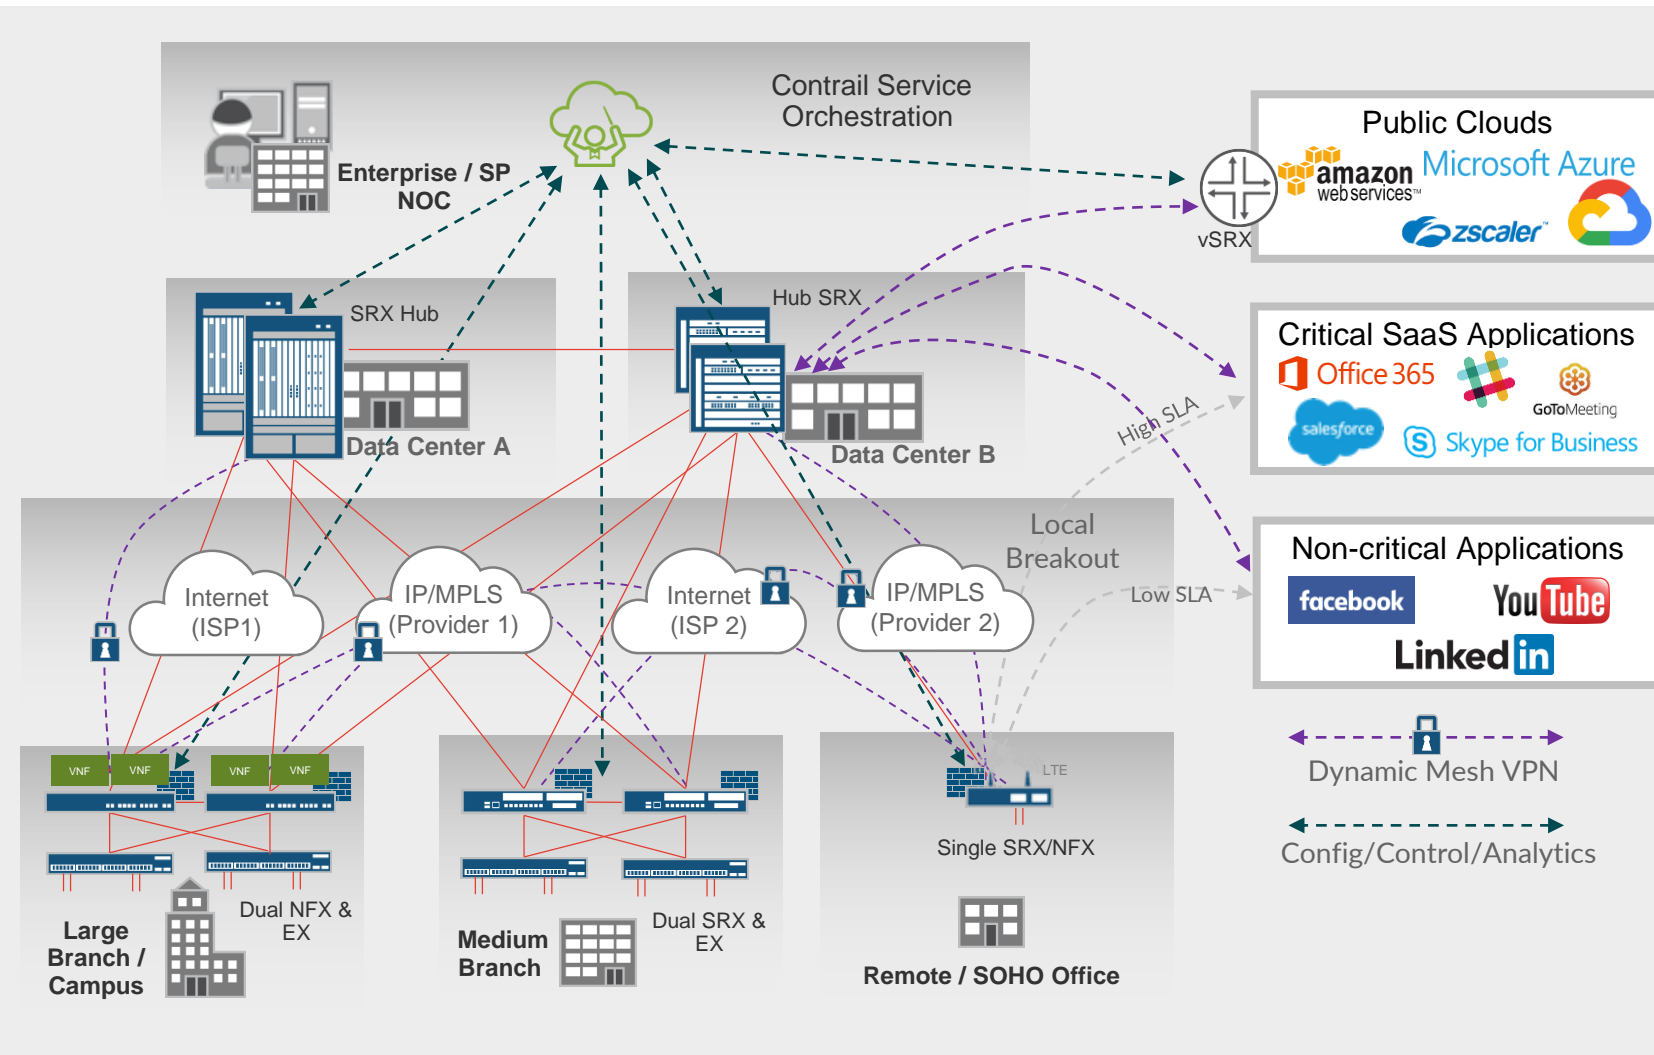 Contrail Service
Orchestration
Enterprise / SP
NOC
Public Clouds
amazon
webservices™
Microsoft Azure
zscaler™
vSRX
SRX Hub
Hub SRX
Data Center A
Data Center B
Critical SaaS Applications
Office 365
GoToMeeting
salesforce
S Skype for Business
High SLA
Local
Breakout
Low SLA
Non-critical Applications
facebook
YouTube
Linked in
Internet
(ISP1)
IP/MPLS
(Provider 1)
Internet
(ISP 2)
IP/MPLS
(Provider 2)
VNF
VNF
VNF
VNF
LTE
Dynamic Mesh VPN
Config/Control/Analytics
Single SRX/NFX
Dual NFX &
EX
Dual SRX &
EX
Large
Branch /
Campus
Medium
Branch
Remote / SOHO Office